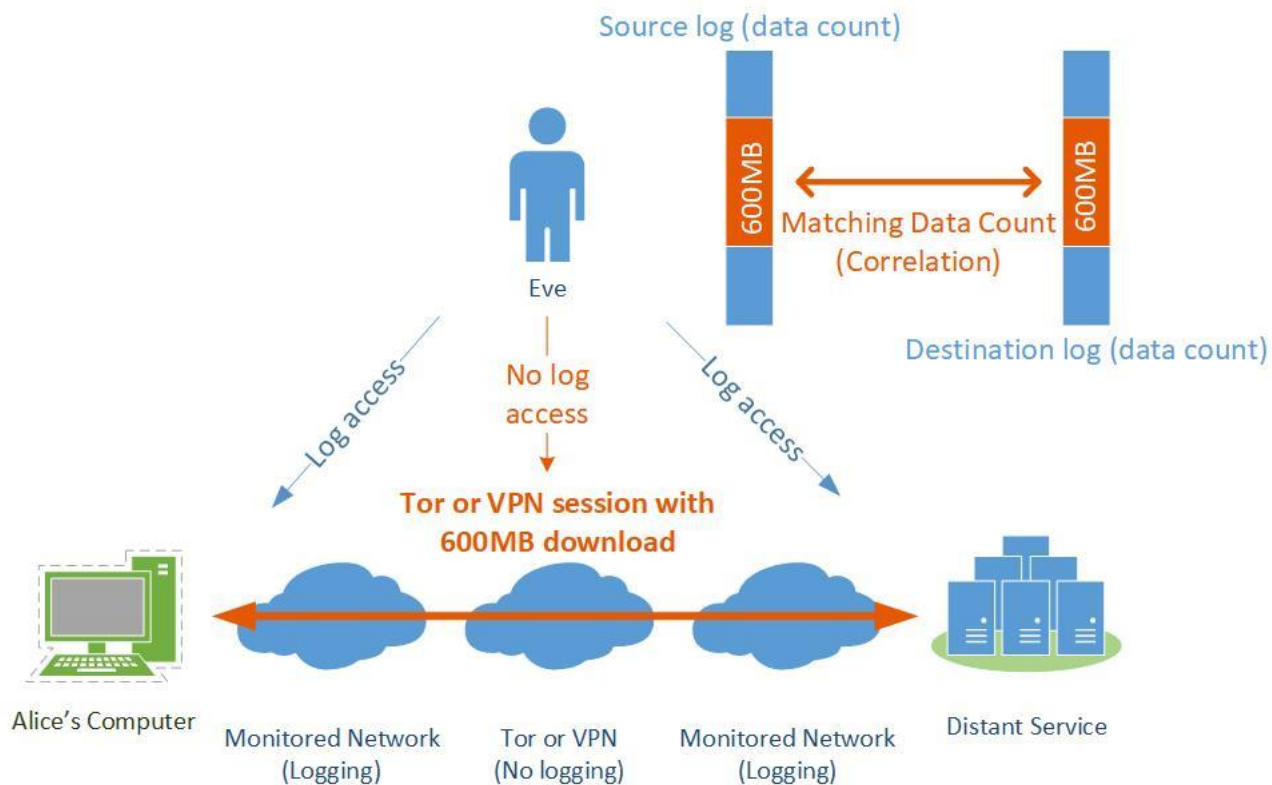 Source log (data count)
600MB
600MB
Matching Data Count
(Correlation)
Destination log (data count)
Eve
Log access
No log
access
Log access
Tor or VPN session with
600MB download
Alice's Computer
Monitored Network
(Logging)
Tor or VPN
(No logging)
Monitored Network
(Logging)
Distant Service